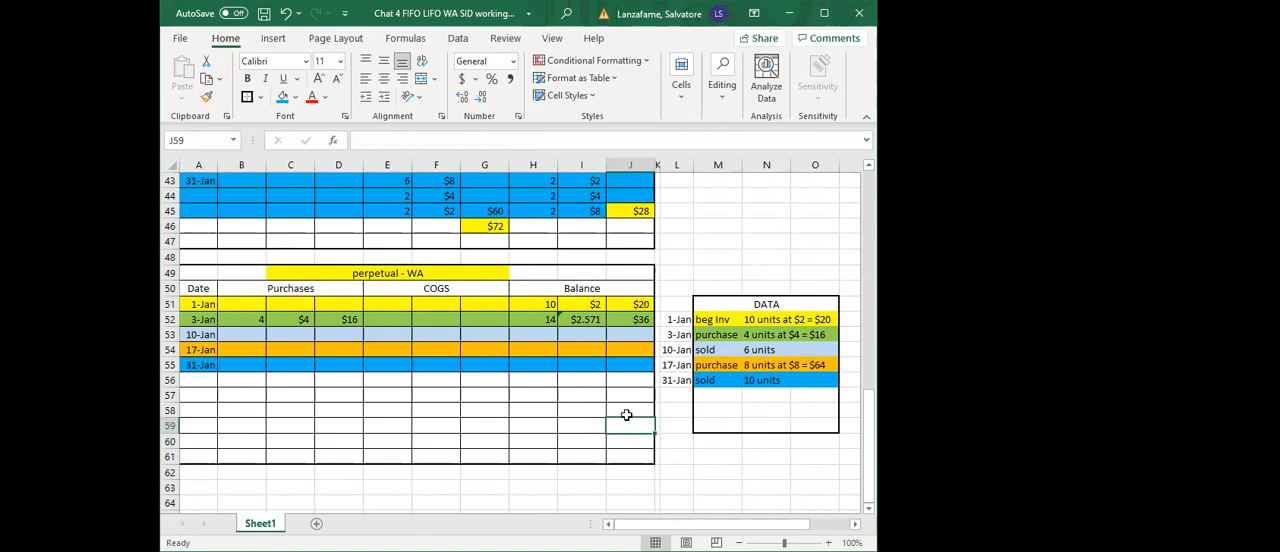 AutoSave Off Chat 4 FIFO LIFO WA SID working... Lanzafame, Salvatore LS
File Home Insert Page Layout Formulas Data Review View Help Share Comments
Paste Calibri 11 General Conditional Formatting Format as Table Cell Styles Cells Editing Analyze Data Sensitivity
Clipboard Font Alignment Number Styles Analysis Sensitivity
J59 fx
A B C D E F G H I J K L M N O
43 31-Jan 6 $8 2 $2
44 2 $4 2 $4
45 2 $2 $60 2 $8 $28
46 $72
47
48
49 perpetual - WA
50 Date Purchases COGS Balance
51 1-Jan 10 $2 $20 DATA
52 3-Jan 4 $4 $16 14 $2.571 $36 1-Jan beg Inv 10 units at $2 = $20
53 10-Jan 3-Jan purchase 4 units at $4 = $16
54 17-Jan 10-Jan sold 6 units
55 31-Jan 17-Jan purchase 8 units at $8 = $64
56 31-Jan sold 10 units
57
58
59
60
61
62
63
64
Sheet1
Ready 100%